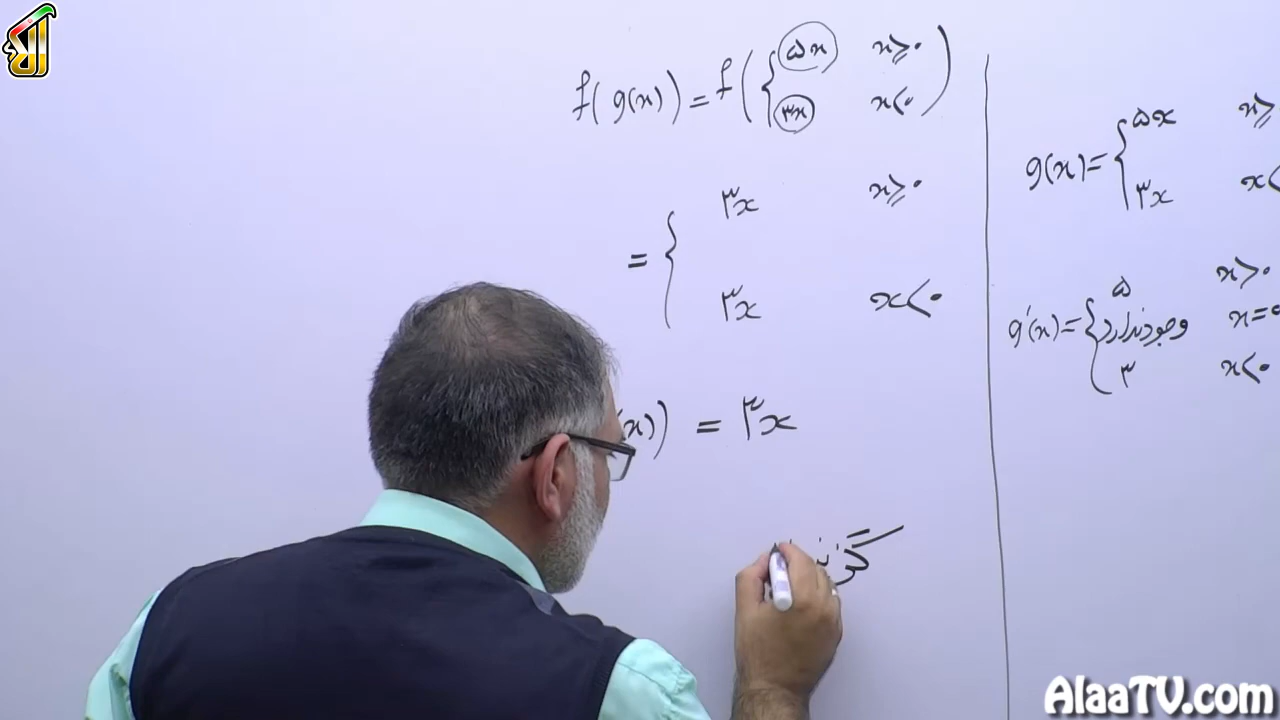 f(g(x)) = f( { ۵x x≥۰
۳x x<۰ )
= { ۳x x≥۰
۳x x<۰
(x)) = ۳x
g(x) = { ۵x x≥
۳x x<
g'(x) = { ۵ x>۰
وجود ندارد x=۰
۳ x<۰
AlaaTV.com